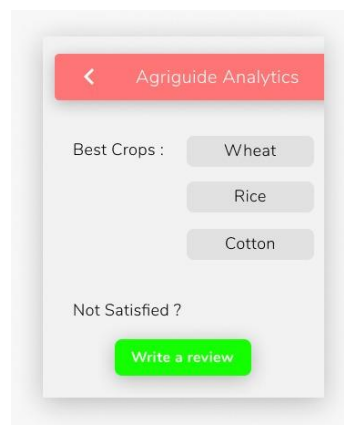 Agriguide Analytics
Best Crops : Wheat
Rice
Cotton
Not Satisfied ?
Write a review